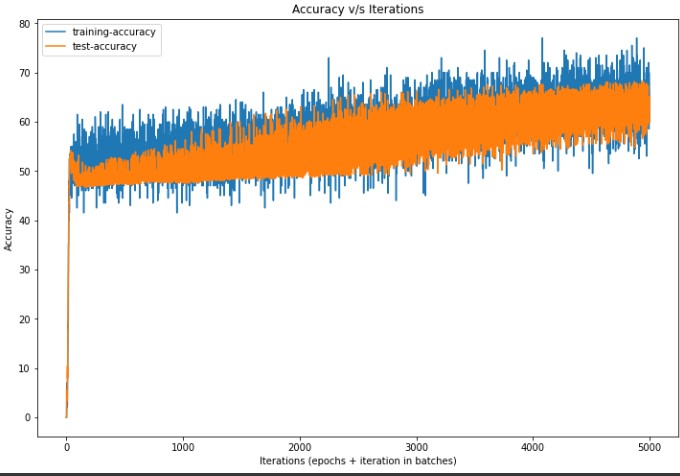 Accuracy v/s Iterations
training-accuracy
test-accuracy
80
70
60
50
40
30
20
10
0
Accuracy
0 1000 2000 3000 4000 5000
Iterations (epochs + iteration in batches)